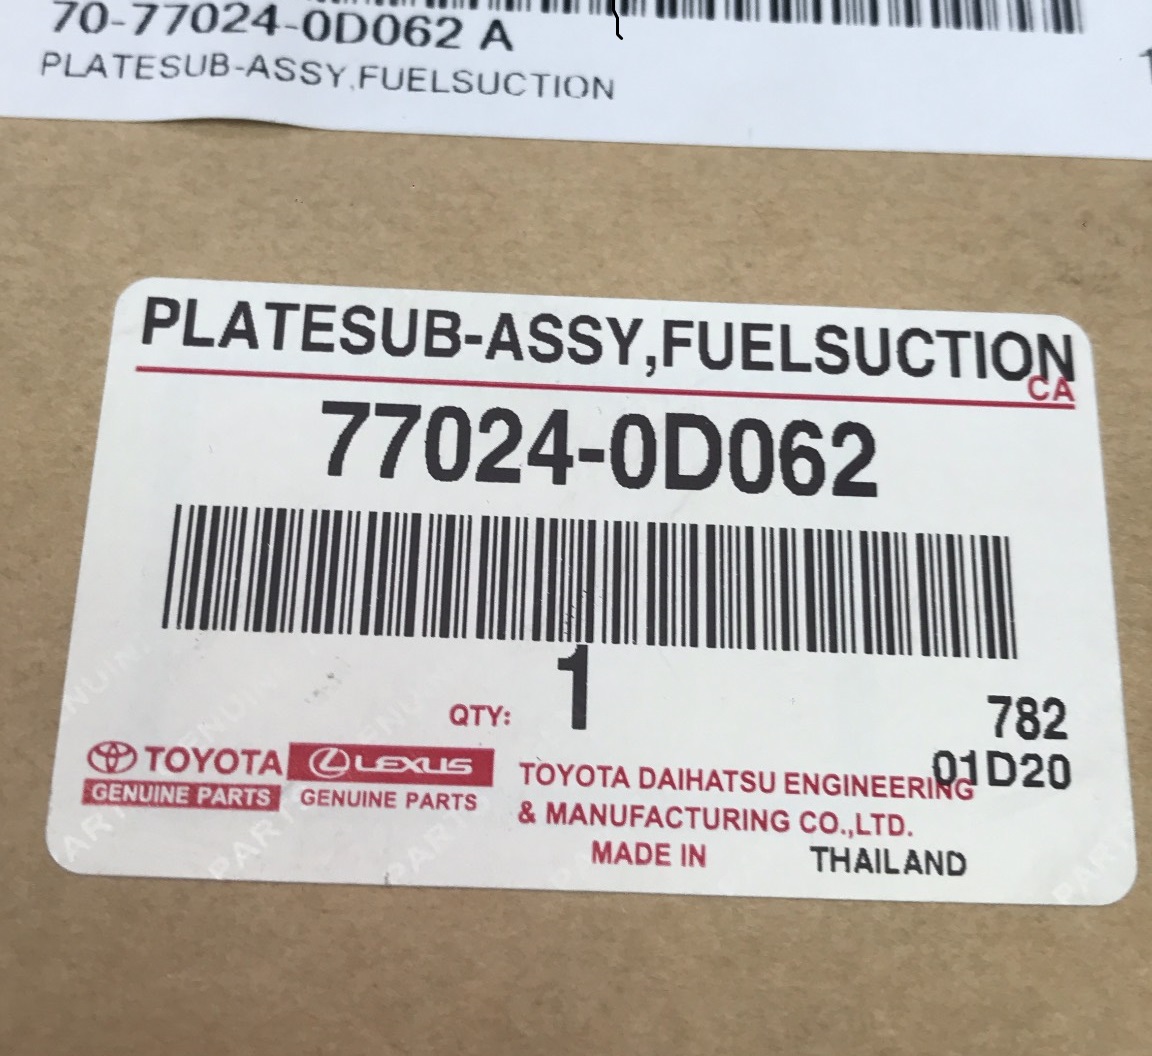 70-77024-0D062 A
PLATESUB-ASSY,FUELSUCTION
PLATESUB-ASSY,FUELSUCTION
CA
77024-0D062
1
QTY:
782
01D20
TOYOTA
GENUINE PARTS
LEXUS
GENUINE PARTS
TOYOTA DAIHATSU ENGINEERING
& MANUFACTURING CO.,LTD.
MADE IN THAILAND